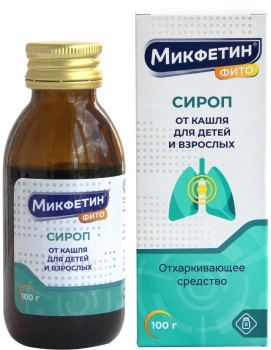 МИКФЕТИН®
ФИТО
СИРОП
ОТ КАШЛЯ
ДЛЯ ДЕТЕЙ
И ВЗРОСЛЫХ
100 г
МИКФЕТИН®
ФИТО
СИРОП
ОТ КАШЛЯ
ДЛЯ ДЕТЕЙ
И ВЗРОСЛЫХ
Отхаркивающее
средство
100 г